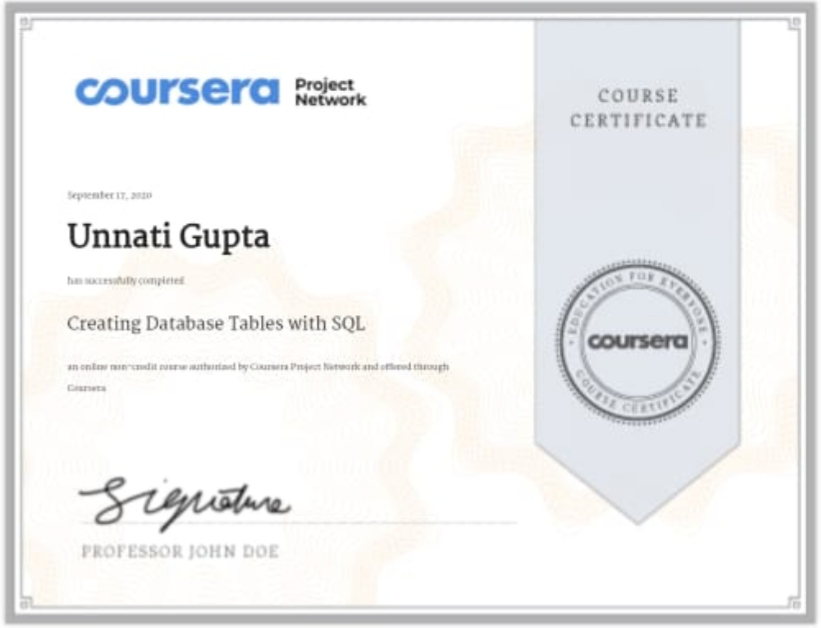 coursera Project Network
COURSE
CERTIFICATE
September 17, 2020
Unnati Gupta
has successfully completed
Creating Database Tables with SQL
an online non-credit course authorized by Coursera Project Network and offered through
Coursera
EDUCATION FOR EVERYONE
coursera
COURSE CERTIFICATE
Signature
PROFESSOR JOHN DOE